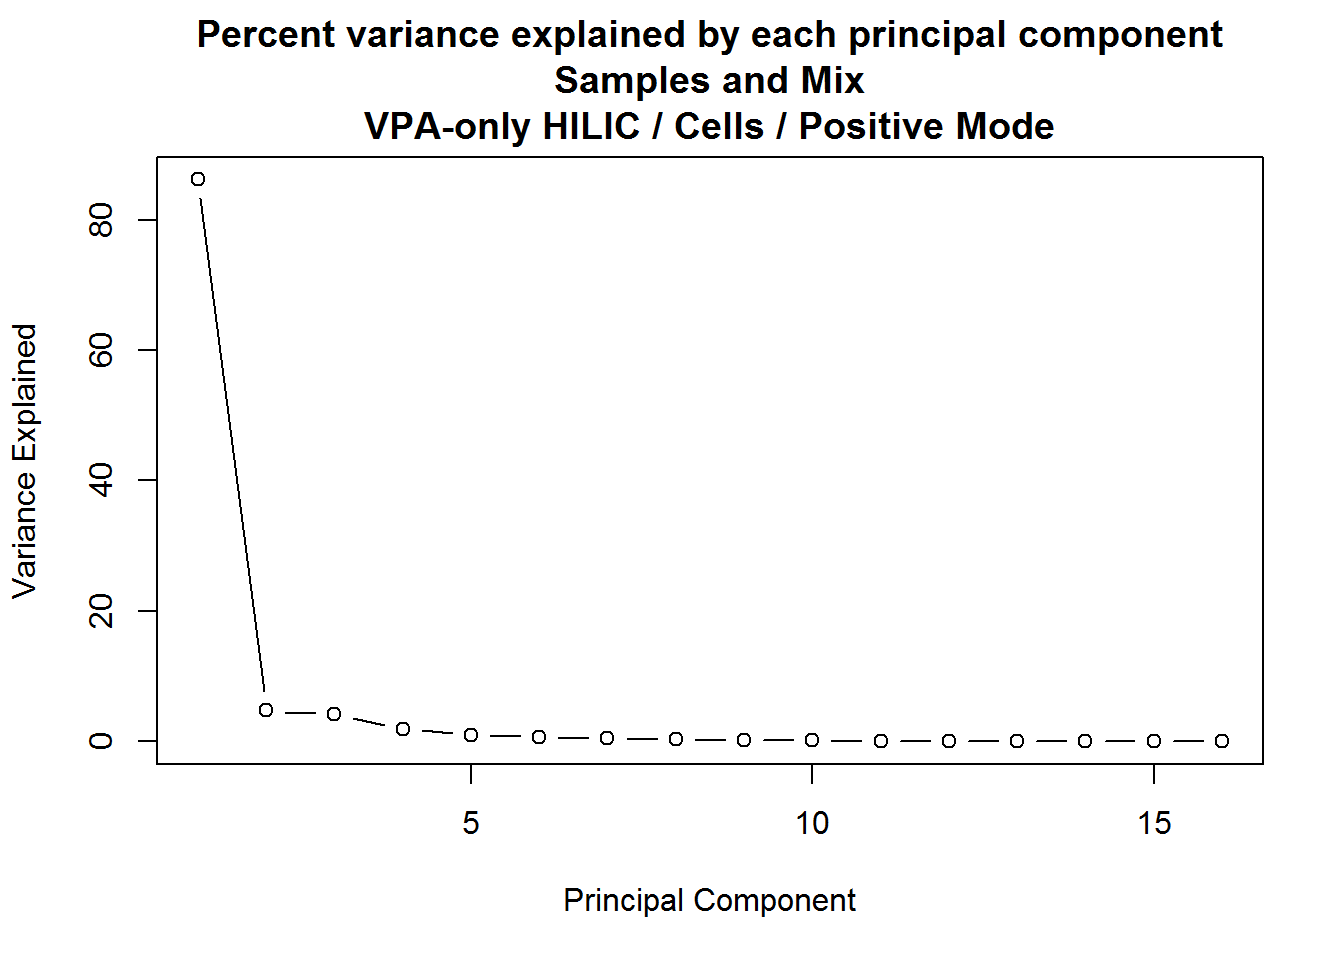 Percent variance explained by each principal component
Samples and Mix
VPA-only HILIC / Cells / Positive Mode
Variance Explained
80
60
40
20
0
5
10
15
Principal Component